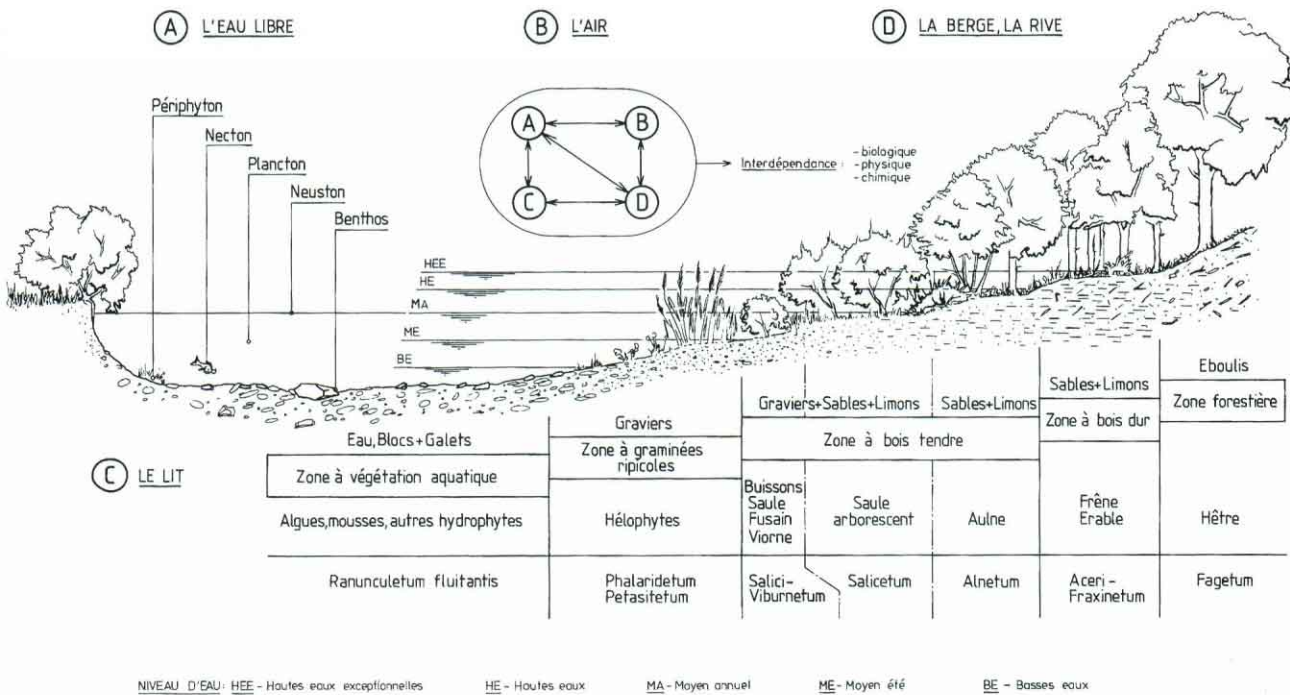 A L'EAU LIBRE
B L'AIR
D LA BERGE, LA RIVE
Périphyton
Necton
Plancton
Neuston
Benthos
A B
C D
Interdépendance :
- biologique
- physique
- chimique
HEE
HE
MA
ME
BE
C LE LIT
Eau, Blocs + Galets
Graviers
Graviers+Sables+Limons
Sables+Limons
Sables+Limons
Eboulis
Zone à végétation aquatique
Zone à graminées
ripicoles
Zone à bois tendre
Zone à bois dur
Zone forestière
Algues, mousses, autres hydrophytes
Hélophytes
Buissons
Saule
Fusain
Viorne
Saule
arborescent
Aulne
Frêne
Erable
Hêtre
Ranunculetum fluitantis
Phalaridetum
Petasitetum
Salici-
Viburnetum
Salicetum
Alnetum
Aceri-
Fraxinetum
Fagetum
NIVEAU D'EAU: HEE - Hautes eaux exceptionnelles HE - Hautes eaux MA - Moyen annuel ME - Moyen été BE - Basses eaux